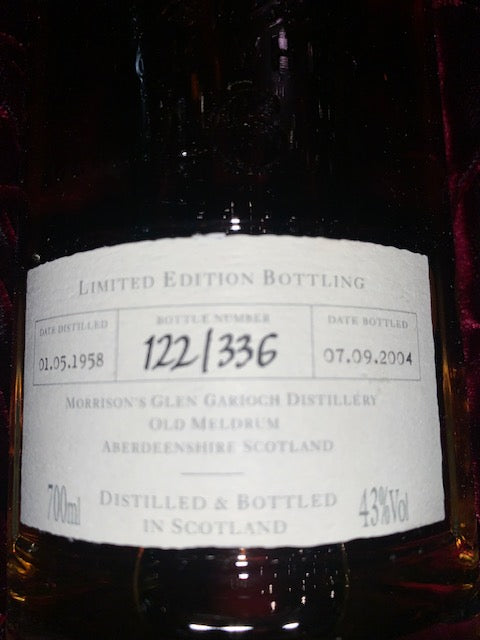 LIMITED EDITION BOTTLING
DATE DISTILLED
01.05.1958
BOTTLE NUMBER
122/336
DATE BOTTLED
07.09.2004
MORRISON'S GLEN GARIOCH DISTILLERY
OLD MELDRUM
ABERDEENSHIRE SCOTLAND
700ml
DISTILLED & BOTTLED
IN SCOTLAND
43%Vol